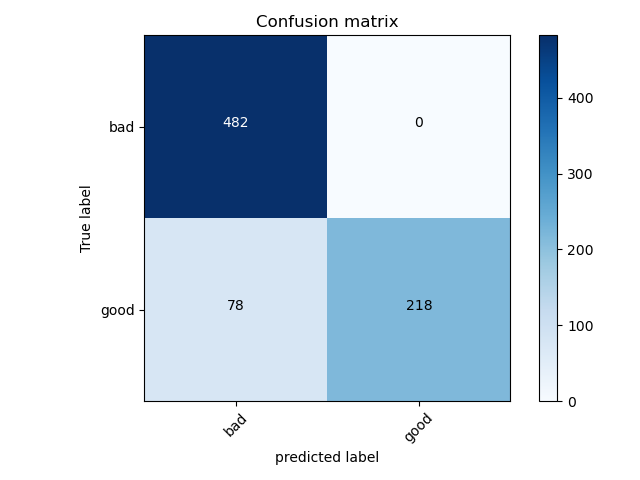 Confusion matrix
True label
bad
482
0
good
78
218
bad
good
predicted label
400
300
200
100
0